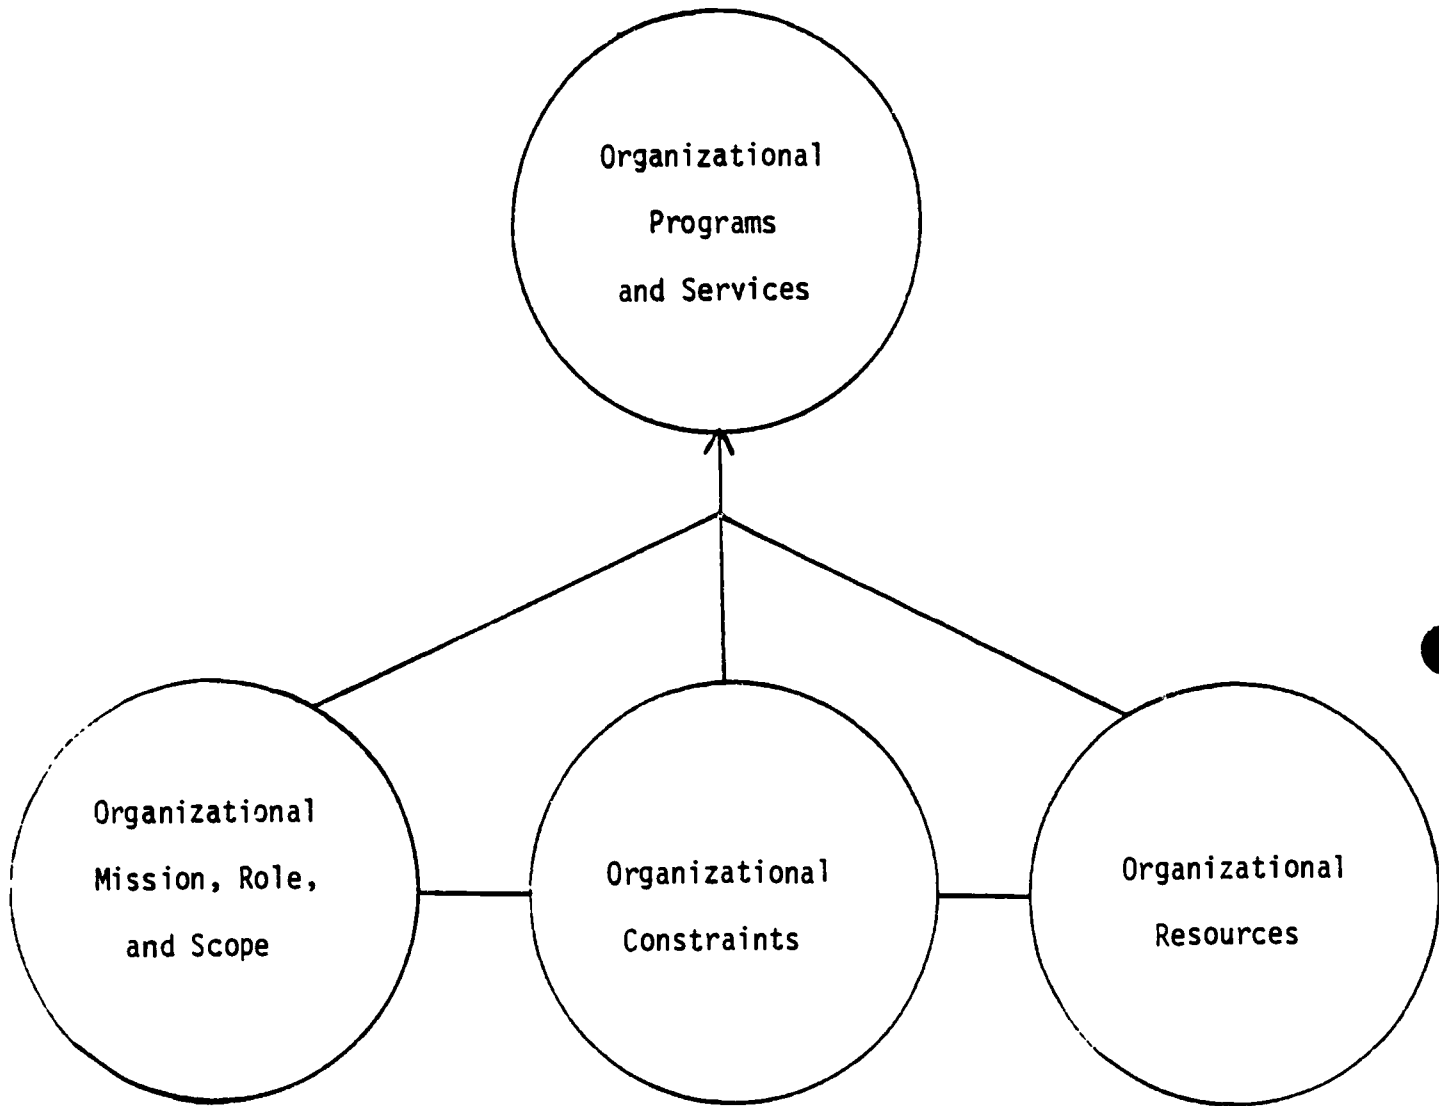 Organizational
Programs
and Services
Organizational
Mission, Role,
and Scope
Organizational
Constraints
Organizational
Resources